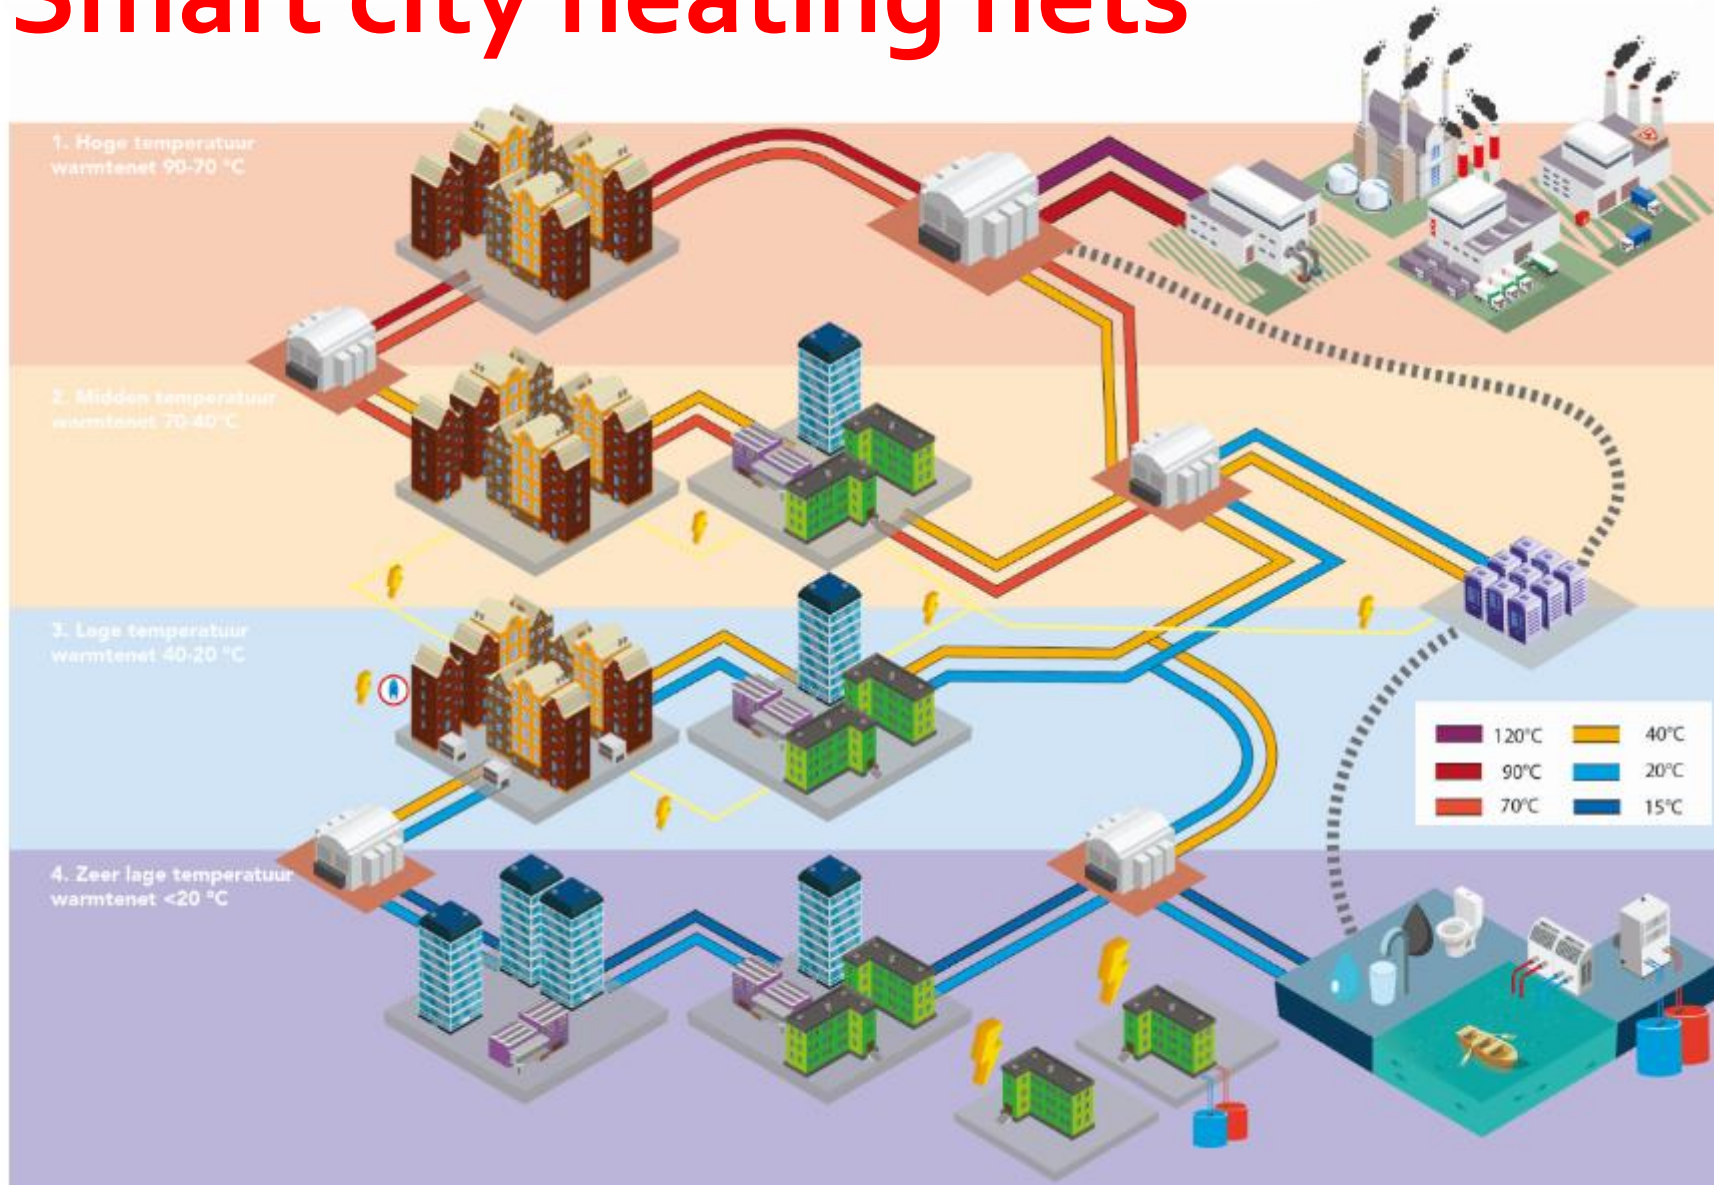 Smart city heating nets
1. Hoge temperatuur
warmtenet 90-70 °C
2. Midden temperatuur
warmtenet 70-40°C
3. Lage temperatuur
warmtenet 40-20 °C
4. Zeer lage temperatuur
warmtenet <20 °C
120°C 40°C
90°C 20°C
70°C 15°C